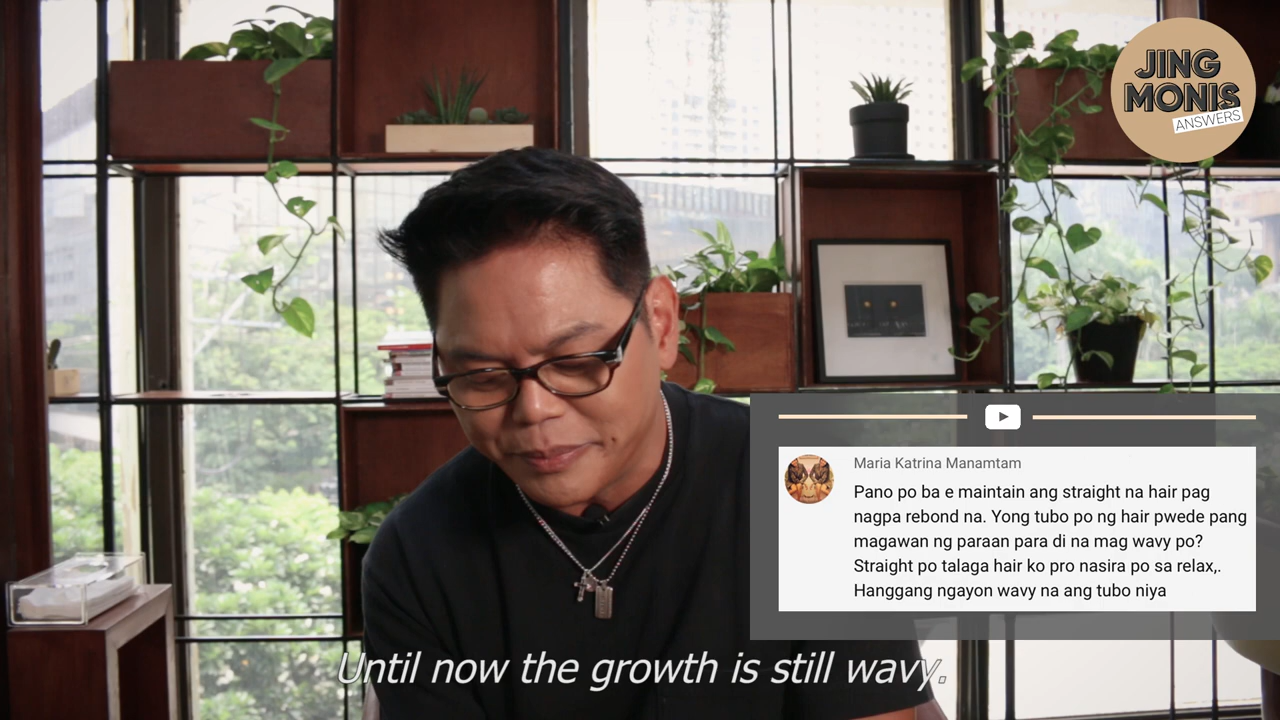 JING
MONIS
ANSWERS
Maria Katrina Manamtam
Pano po ba e maintain ang straight na hair pag
nagpa rebond na. Yong tubo po ng hair pwede pang
magawan ng paraan para di na mag wavy po?
Straight po talaga hair ko pro nasira po sa relax,.
Hanggang ngayon wavy na ang tubo niya
Until now the growth is still wavy.